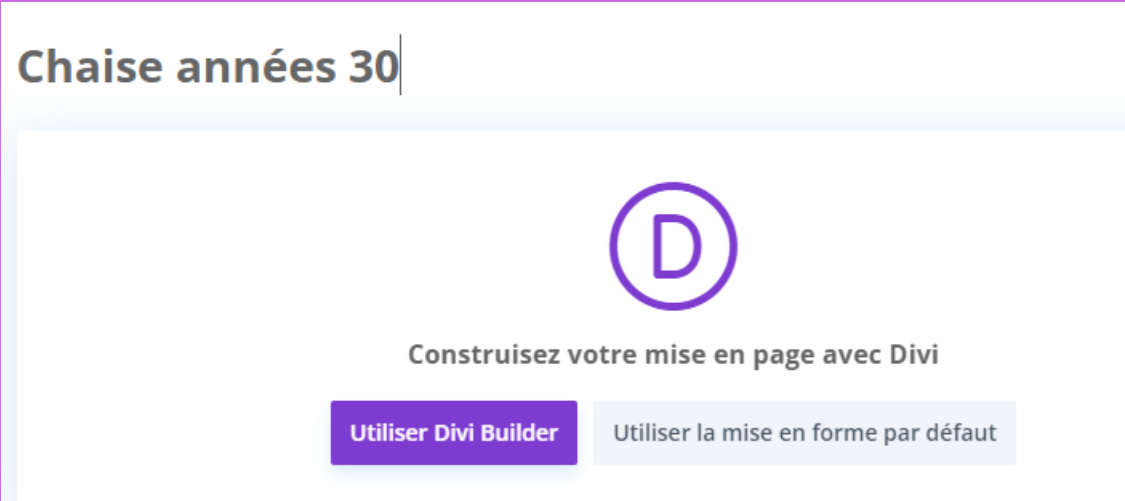 Chaise années 30
D
Construisez votre mise en page avec Divi
Utiliser Divi Builder
Utiliser la mise en forme par défaut